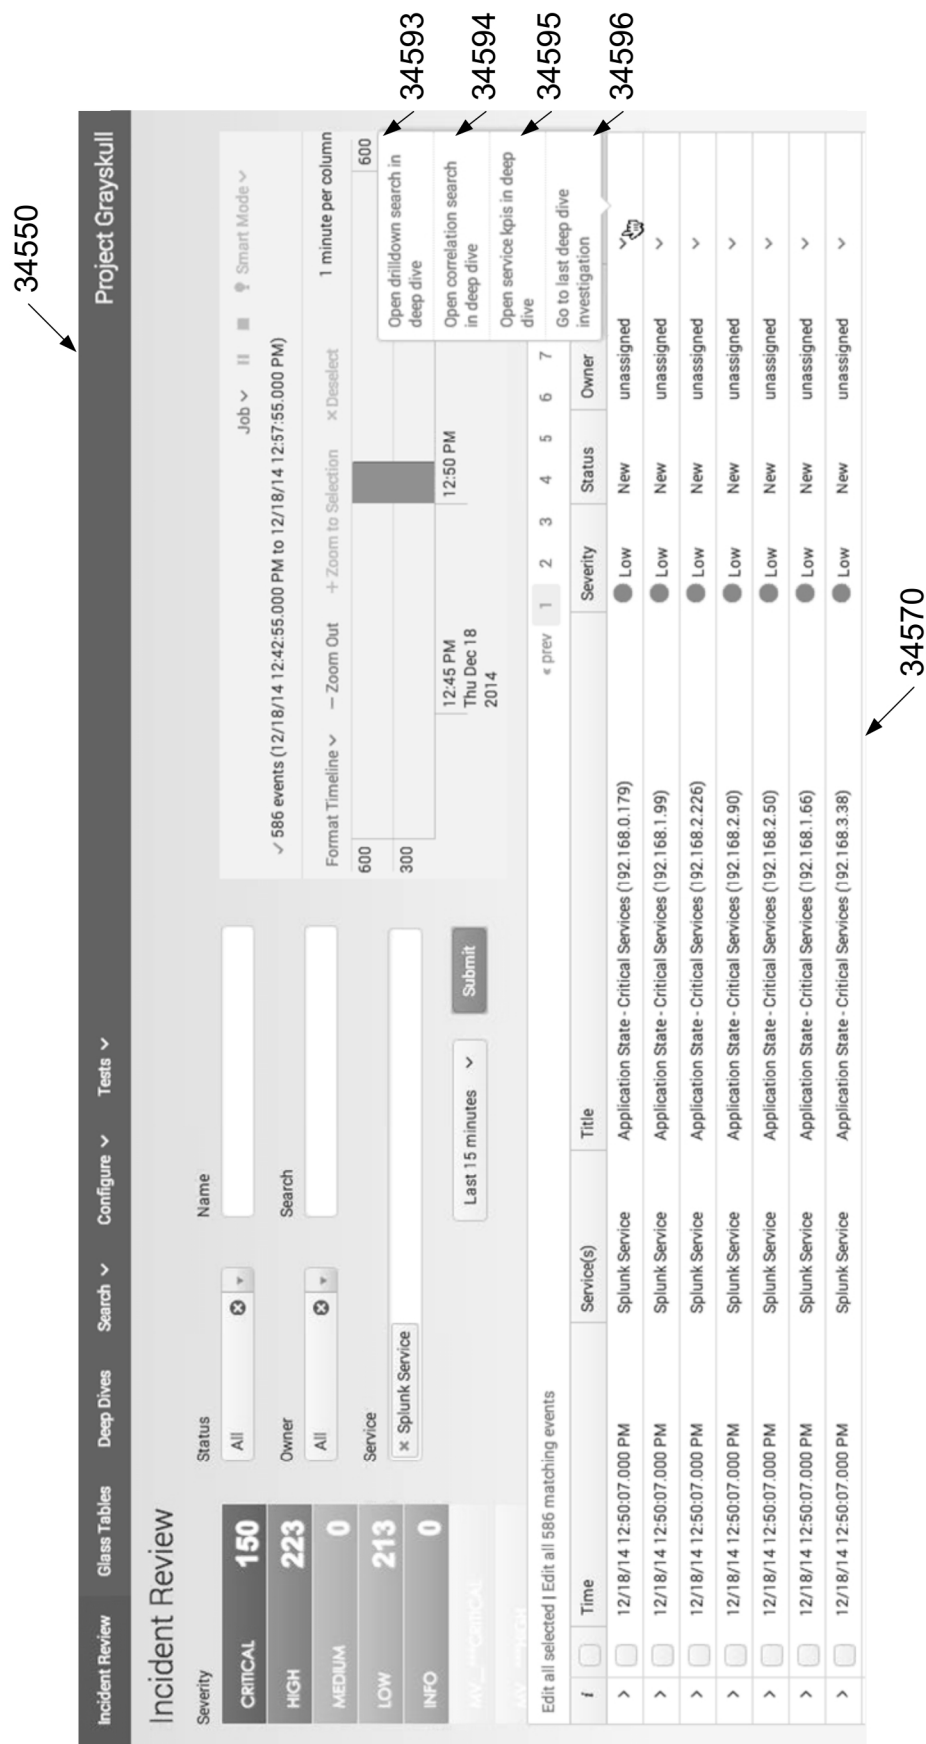 34550
Incident Review Glass Tables Deep Dives Search Configure Tests Project Grayskull
Incident Review
Severity
CRITICAL 150
HIGH 223
MEDIUM 0
LOW 213
INFO 0
MY_**CRITICAL
MY_**HIGH
Status
All
Owner
All
Service
× Splunk Service
Name
Search
Last 15 minutes
Submit
Job Smart Mode
✓ 586 events (12/18/14 12:42:55.000 PM to 12/18/14 12:57:55.000 PM)
Format Timeline — Zoom Out + Zoom to Selection × Deselect 1 minute per column
600 600
300
12:45 PM 12:50 PM
Thu Dec 18
2014
Open drilldown search in
deep dive
34593
Open correlation search
in deep dive
34594
Open service kpis in deep
dive
34595
Go to last deep dive
investigation
34596
Edit all selected | Edit all 586 matching events
« prev 1 2 3 4 5 6 7
i Time Service(s) Title Severity Status Owner
> 12/18/14 12:50:07.000 PM Splunk Service Application State - Critical Services (192.168.0.179) Low New unassigned
> 12/18/14 12:50:07.000 PM Splunk Service Application State - Critical Services (192.168.1.99) Low New unassigned
> 12/18/14 12:50:07.000 PM Splunk Service Application State - Critical Services (192.168.2.226) Low New unassigned
> 12/18/14 12:50:07.000 PM Splunk Service Application State - Critical Services (192.168.2.90) Low New unassigned
> 12/18/14 12:50:07.000 PM Splunk Service Application State - Critical Services (192.168.2.50) Low New unassigned
> 12/18/14 12:50:07.000 PM Splunk Service Application State - Critical Services (192.168.1.66) Low New unassigned
> 12/18/14 12:50:07.000 PM Splunk Service Application State - Critical Services (192.168.3.38) Low New unassigned
34570